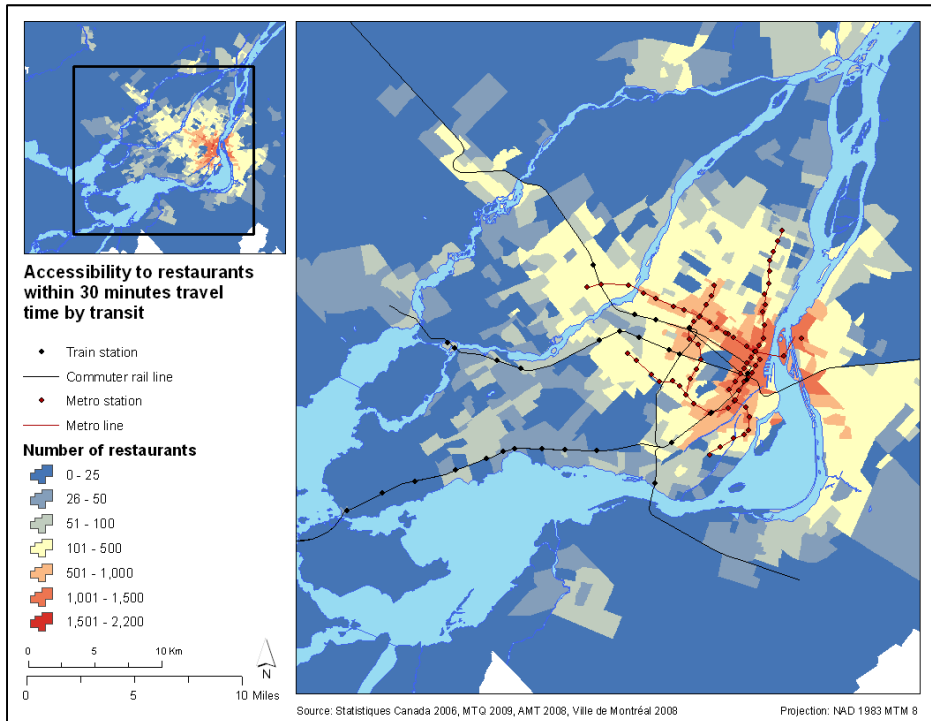 Accessibility to restaurants
within 30 minutes travel
time by transit
Train station
Commuter rail line
Metro station
Metro line
Number of restaurants
0 - 25
26 - 50
51 - 100
101 - 500
501 - 1,000
1,001 - 1,500
1,501 - 2,200
0 5 10 Km
N
0 5 10 Miles
Source: Statistiques Canada 2006, MTQ 2009, AMT 2008, Ville de Montréal 2008
Projection: NAD 1983 MTM 8